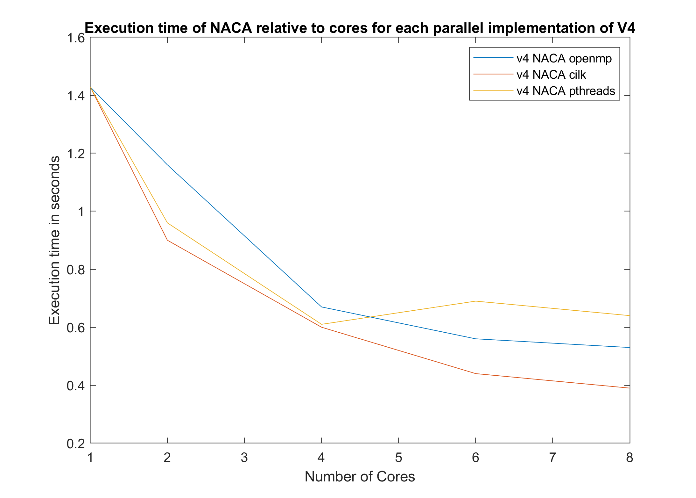 Execution time of NACA relative to cores for each parallel implementation of V4
v4 NACA openmp
v4 NACA cilk
v4 NACA pthreads
Execution time in seconds
1.6
1.4
1.2
1
0.8
0.6
0.4
0.2
1 2 3 4 5 6 7 8
Number of Cores